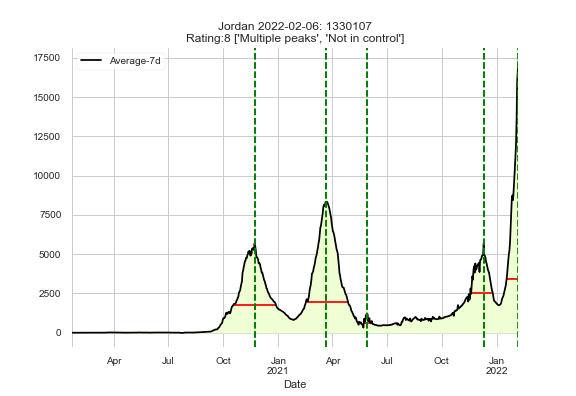 Jordan 2022-02-06: 1330107
Rating:8 ['Multiple peaks', 'Not in control']
Average-7d
17500
15000
12500
10000
7500
5000
2500
0
Apr Jul Oct Jan Apr Jul Oct Jan
2021 2022
Date